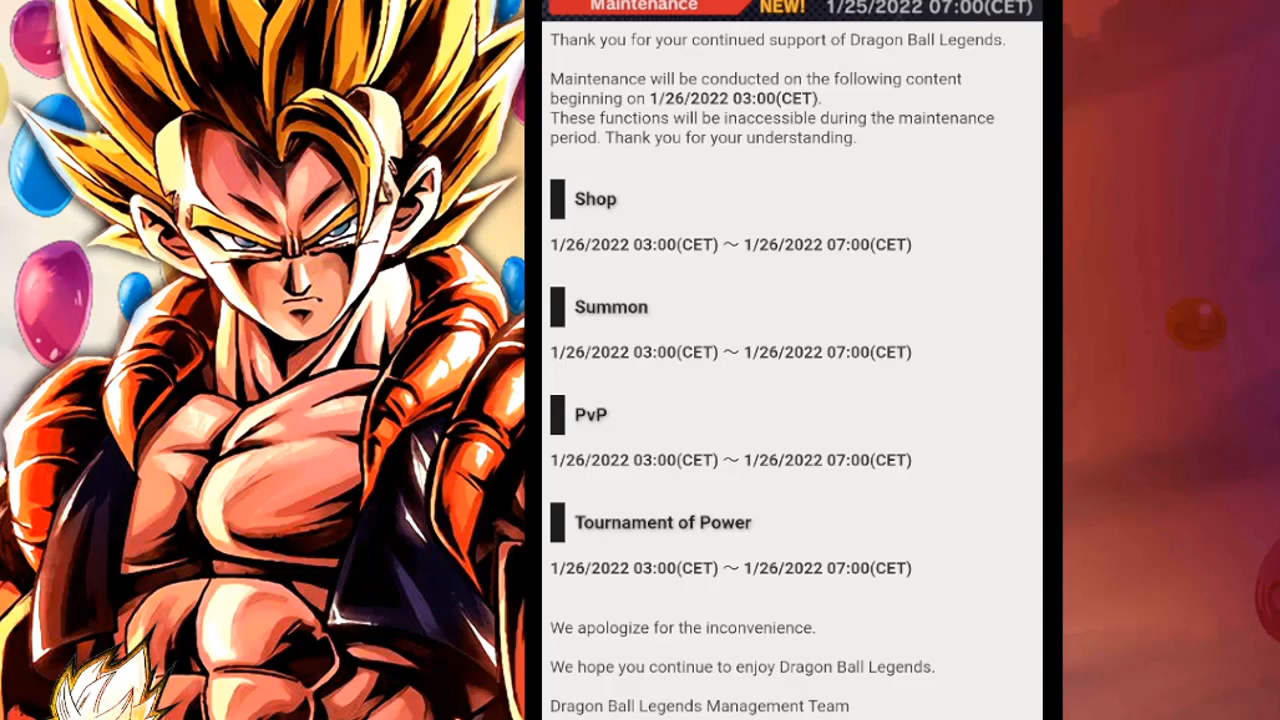 Maintenance NEW! 1/25/2022 07:00(CET)
Thank you for your continued support of Dragon Ball Legends.
Maintenance will be conducted on the following content
beginning on 1/26/2022 03:00(CET).
These functions will be inaccessible during the maintenance
period. Thank you for your understanding.
Shop
1/26/2022 03:00(CET) ～ 1/26/2022 07:00(CET)
Summon
1/26/2022 03:00(CET) ～ 1/26/2022 07:00(CET)
PvP
1/26/2022 03:00(CET) ～ 1/26/2022 07:00(CET)
Tournament of Power
1/26/2022 03:00(CET) ～ 1/26/2022 07:00(CET)
We apologize for the inconvenience.
We hope you continue to enjoy Dragon Ball Legends.
Dragon Ball Legends Management Team